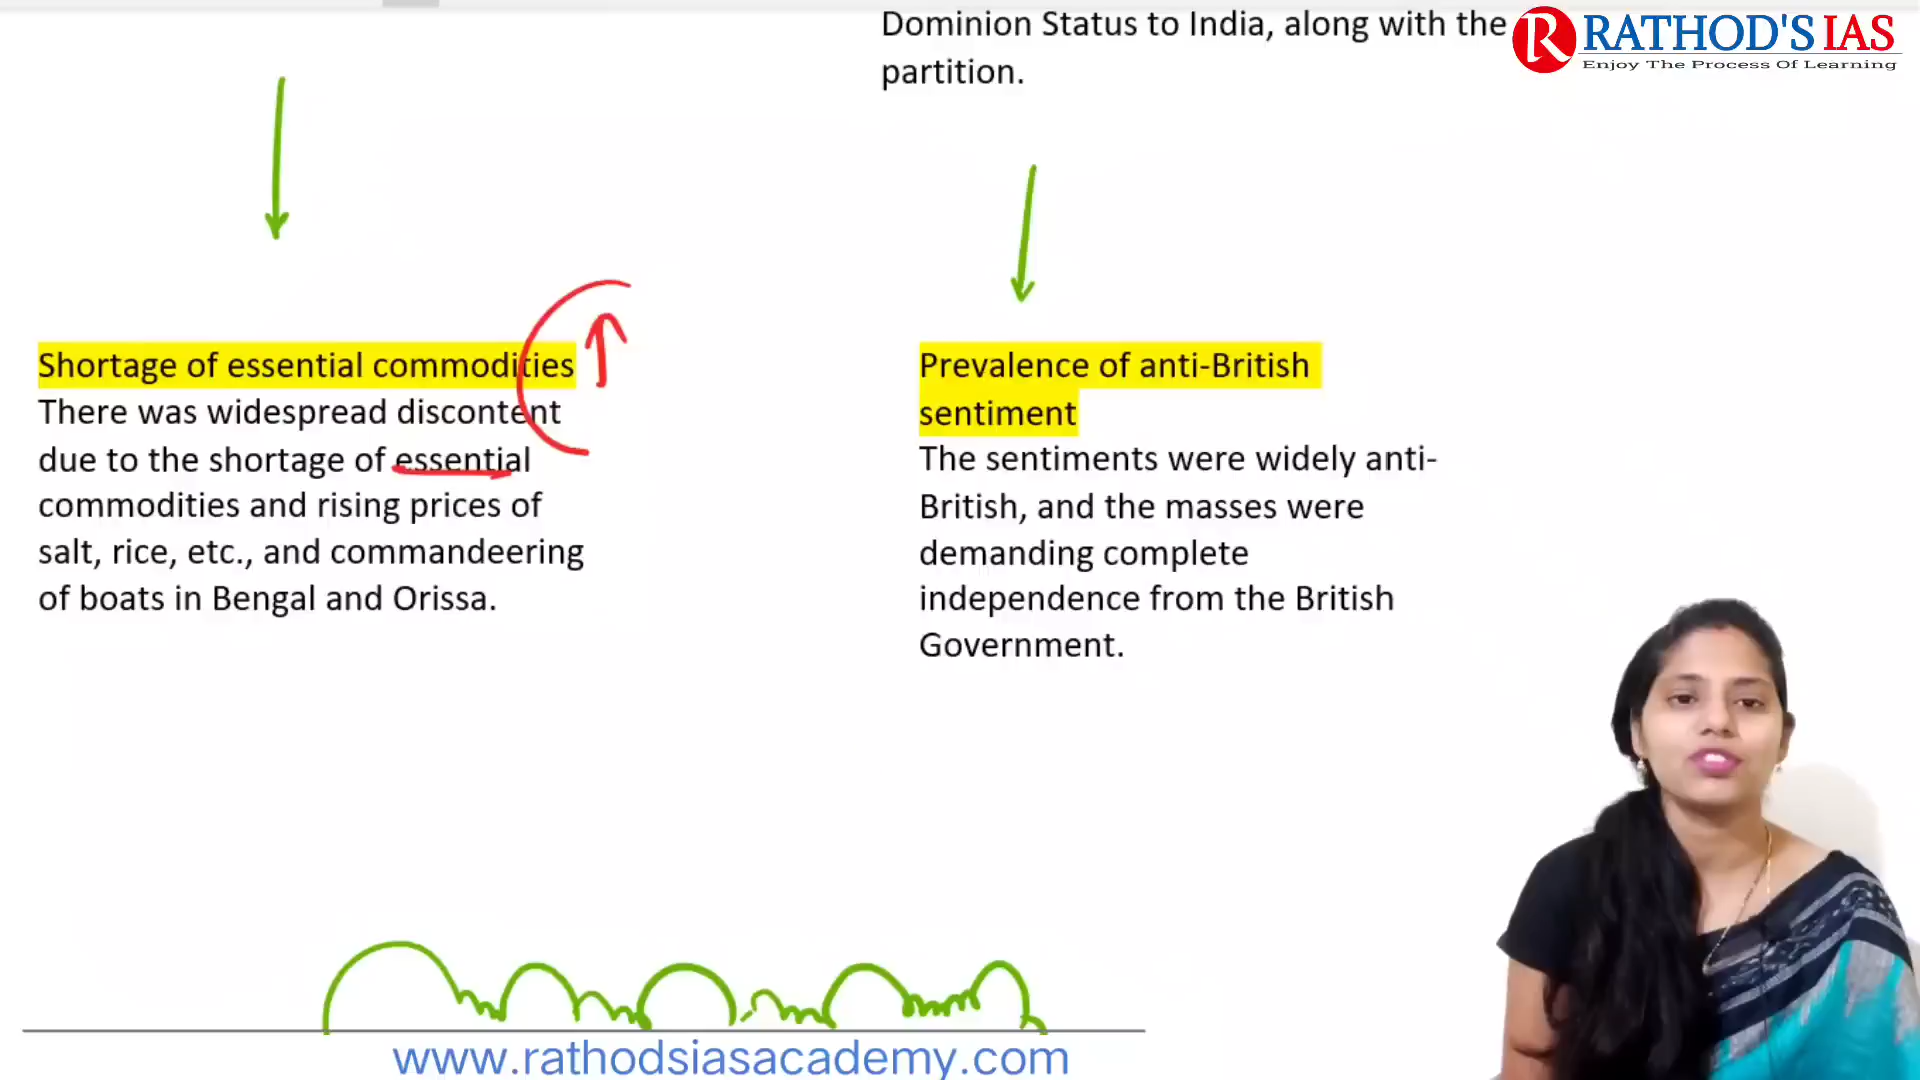 Dominion Status to India, along with the
partition.
RATHOD'S IAS
Enjoy The Process Of Learning
Shortage of essential commodities
There was widespread discontent
due to the shortage of essential
commodities and rising prices of
salt, rice, etc., and commandeering
of boats in Bengal and Orissa.
Prevalence of anti-British
sentiment
The sentiments were widely anti-
British, and the masses were
demanding complete
independence from the British
Government.
www.rathodsiasacademy.com